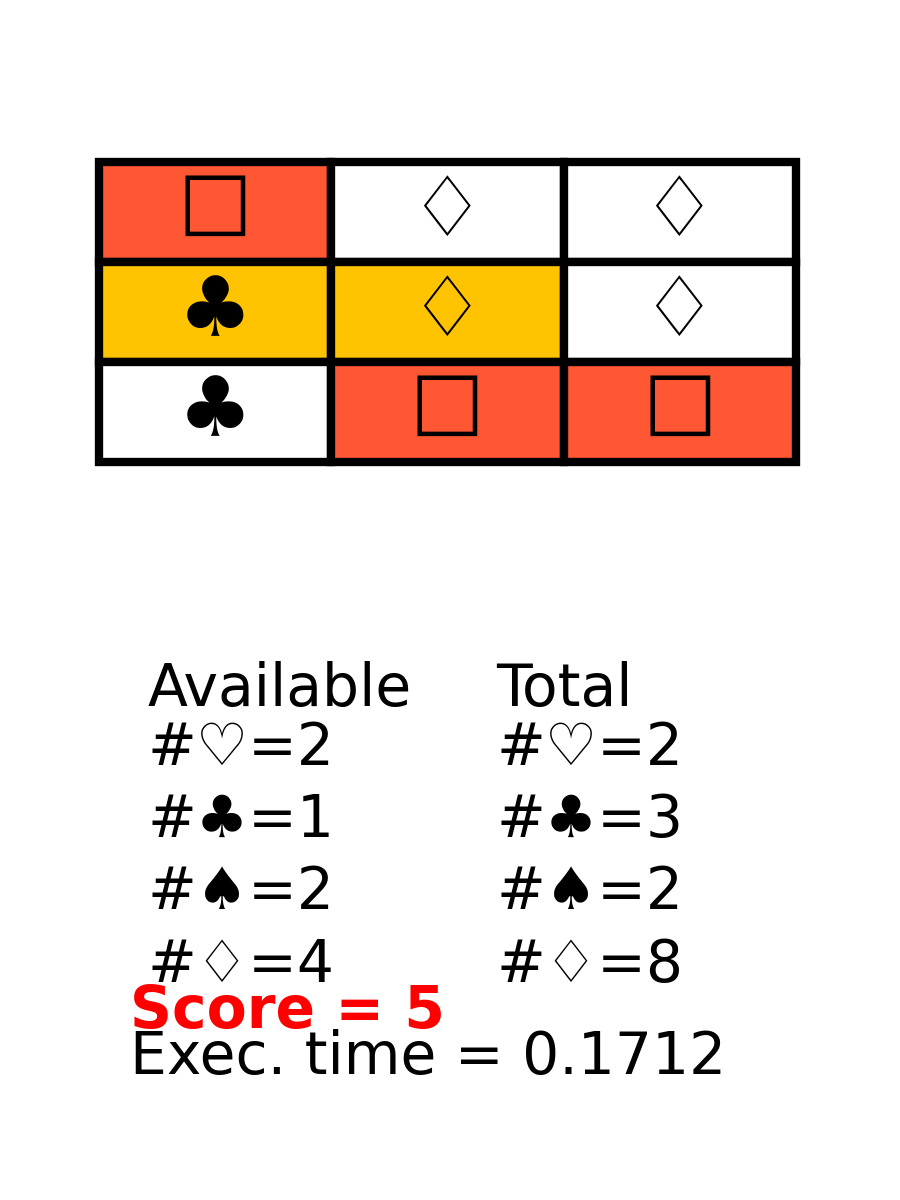 □ ♢ ♢
♣ ♢ ♢
♣ □ □
Available Total
#♡=2 #♡=2
#♣=1 #♣=3
#♠=2 #♠=2
#♢=4 #♢=8
Score = 5
Exec. time = 0.1712